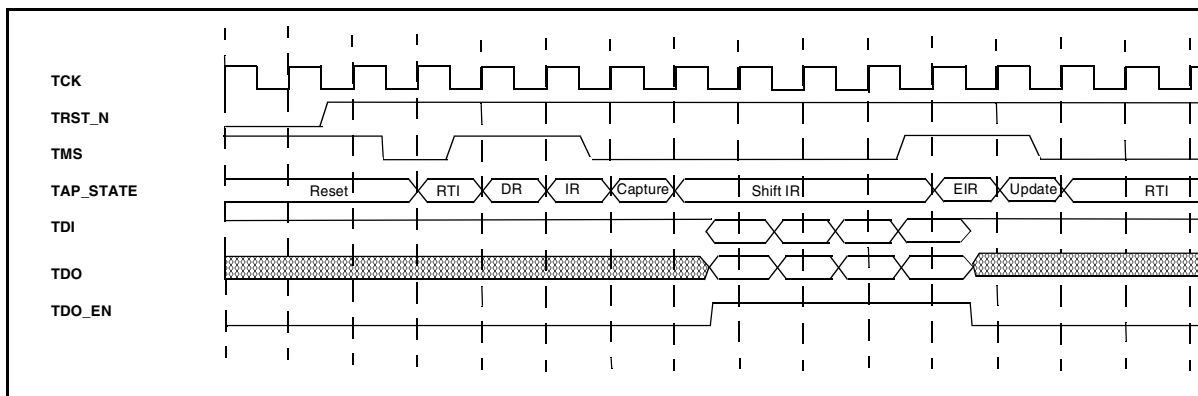 TCK
TRST_N
TMS
TAP_STATE Reset RTI DR IR Capture Shift IR EIR Update RTI
TDI
TDO
TDO_EN